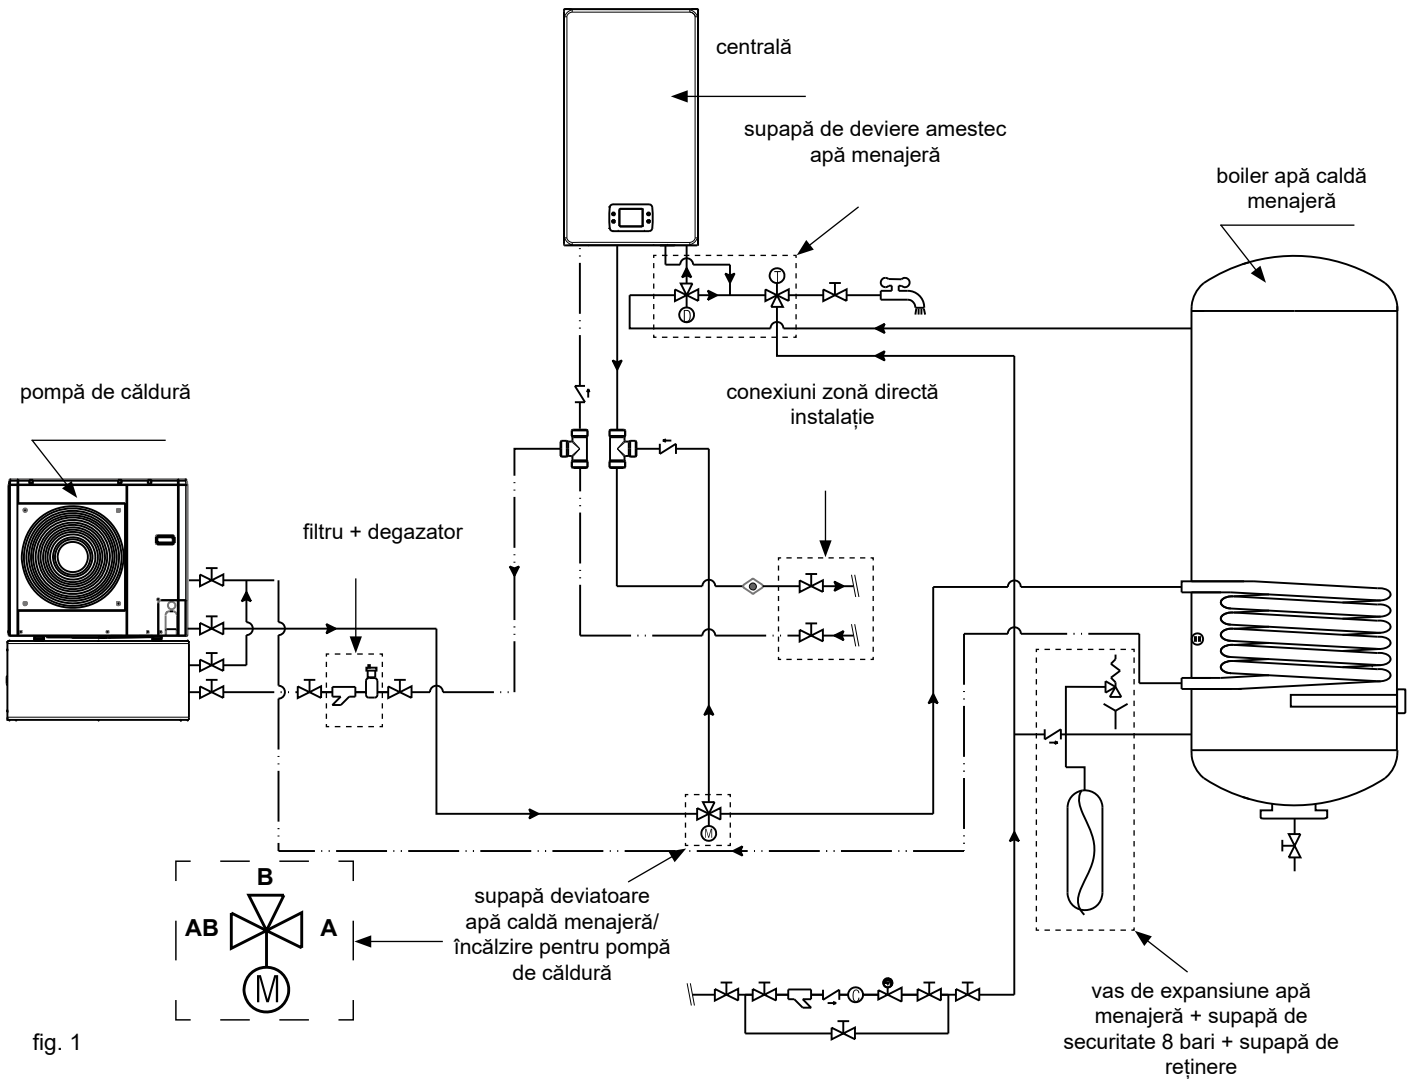 centrală
supapă de deviere amestec
apă menajeră
boiler apă caldă
menajeră
T
D
pompă de căldură
conexiuni zonă directă
instalație
filtru + degazator
M
B
AB
A
M
supapă deviatoare
apă caldă menajeră/
încălzire pentru pompă
de căldură
C
vas de expansiune apă
menajeră + supapă de
securitate 8 bari + supapă de
reținere
fig. 1